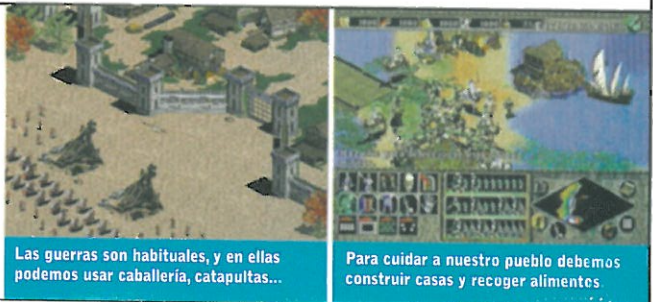 Las guerras son habituales, y en ellas
podemos usar caballería, catapultas...
Para cuidar a nuestro pueblo debemos
construir casas y recoger alimentos.